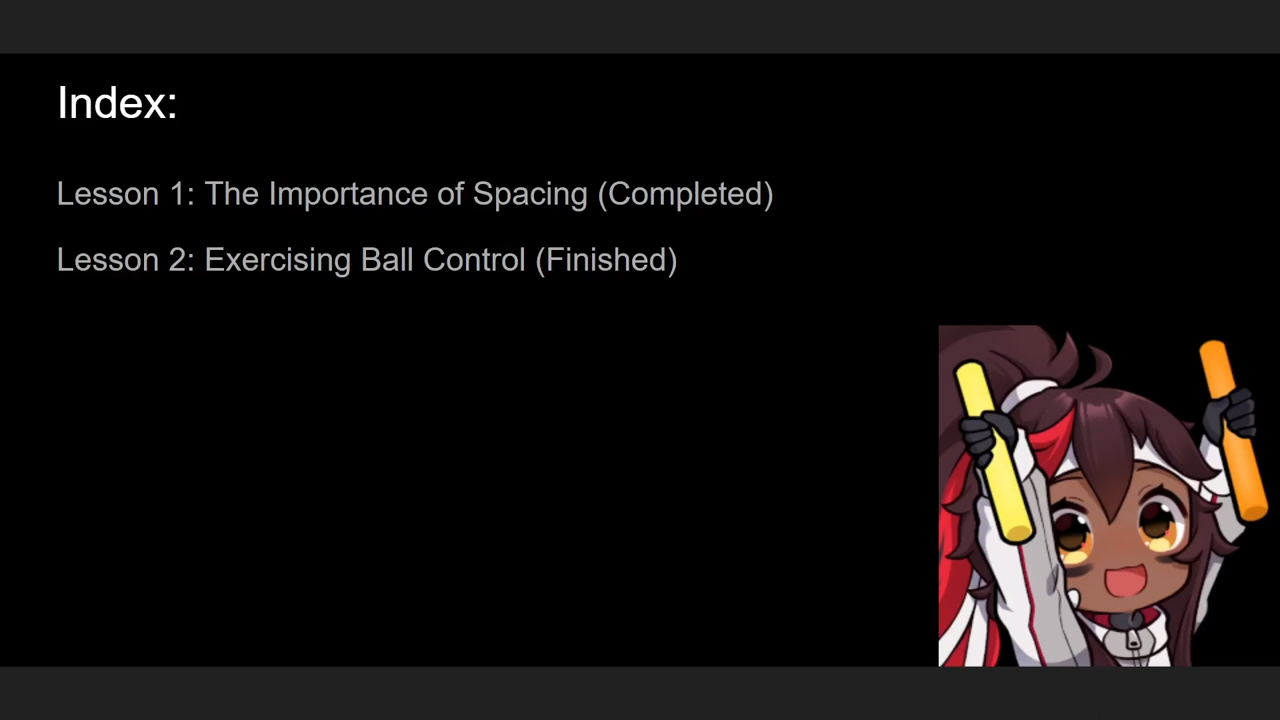 Index:
Lesson 1: The Importance of Spacing (Completed)
Lesson 2: Exercising Ball Control (Finished)